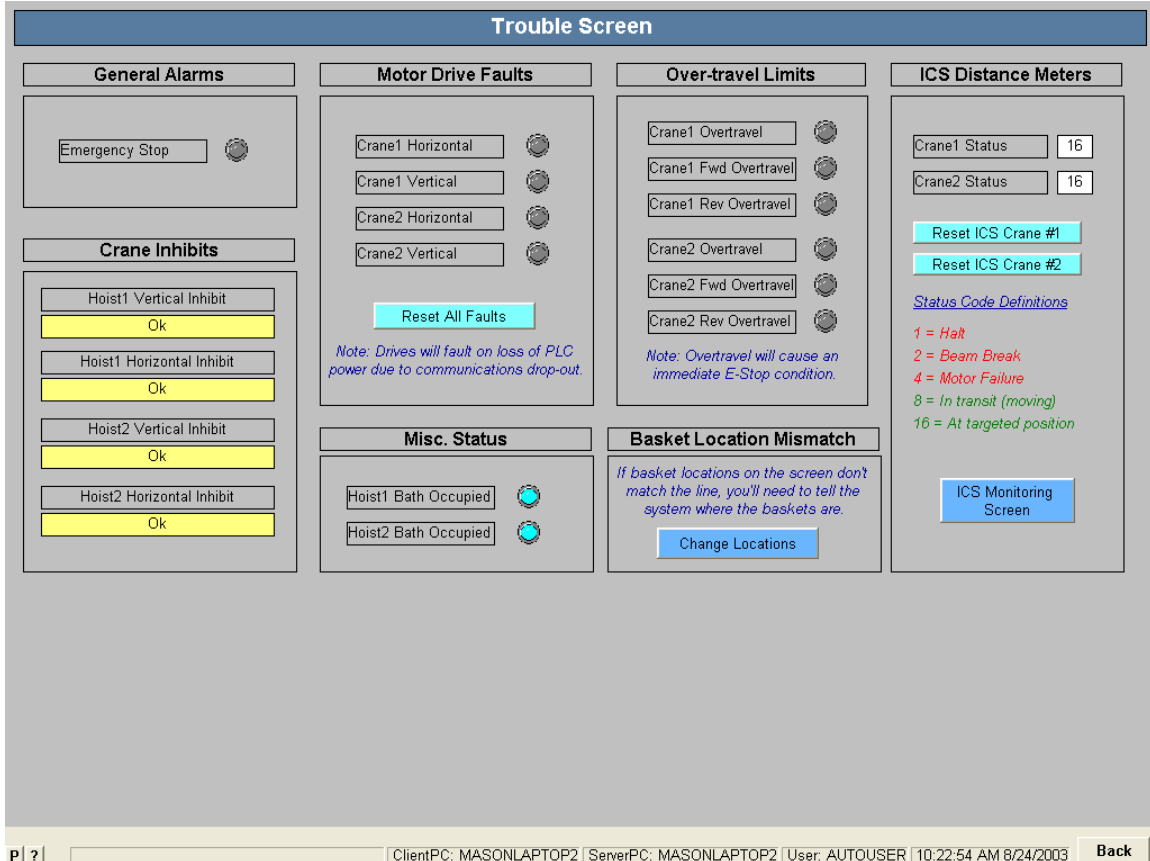 Trouble Screen
General Alarms
Emergency Stop
Crane Inhibits
Hoist1 Vertical Inhibit
Ok
Hoist1 Horizontal Inhibit
Ok
Hoist2 Vertical Inhibit
Ok
Hoist2 Horizontal Inhibit
Ok
Motor Drive Faults
Crane1 Horizontal
Crane1 Vertical
Crane2 Horizontal
Crane2 Vertical
Reset All Faults
Note: Drives will fault on loss of PLC
power due to communications drop-out.
Over-travel Limits
Crane1 Overtravel
Crane1 Fwd Overtravel
Crane1 Rev Overtravel
Crane2 Overtravel
Crane2 Fwd Overtravel
Crane2 Rev Overtravel
Note: Overtravel will cause an
immediate E-Stop condition.
Misc. Status
Hoist1 Bath Occupied
Hoist2 Bath Occupied
Basket Location Mismatch
If basket locations on the screen don't
match the line, you'll need to tell the
system where the baskets are.
Change Locations
ICS Distance Meters
Crane1 Status 16
Crane2 Status 16
Reset ICS Crane #1
Reset ICS Crane #2
Status Code Definitions
1 = Halt
2 = Beam Break
4 = Motor Failure
8 = In transit (moving)
16 = At targeted position
ICS Monitoring
Screen
P ? ClientPC: MASONLAPTOP2 ServerPC: MASONLAPTOP2 User: AUTOUSER 10:22:54 AM 8/24/2003 Back